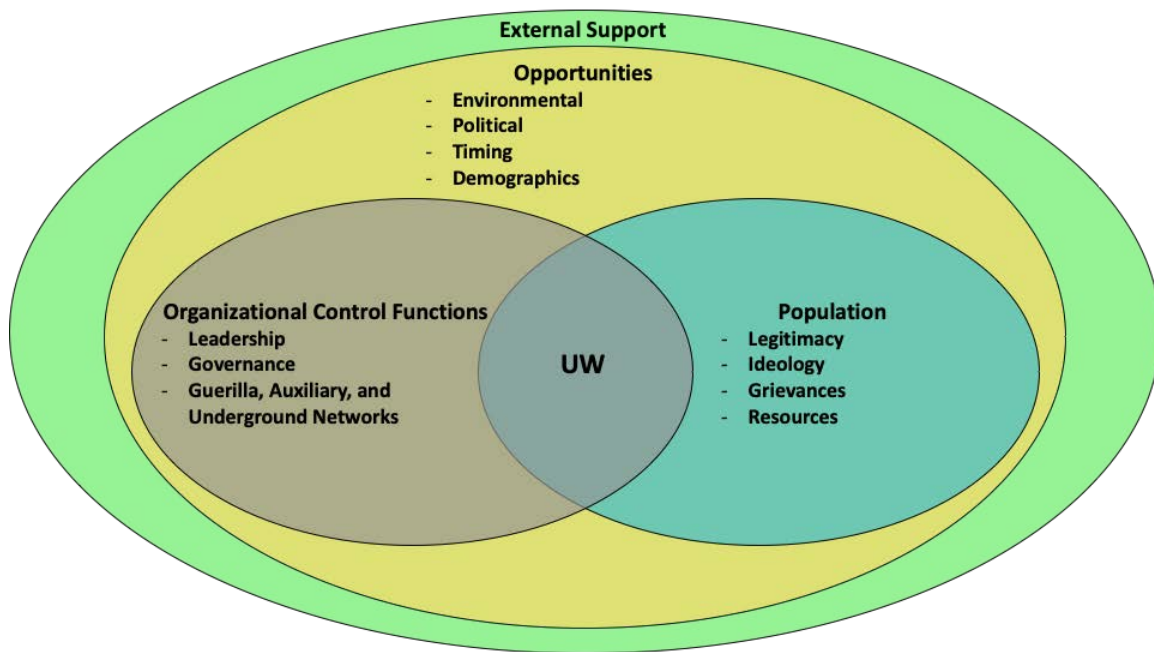 External Support
Opportunities
- Environmental
- Political
- Timing
- Demographics
Organizational Control Functions
- Leadership
- Governance
- Guerilla, Auxiliary, and
Underground Networks
UW
Population
- Legitimacy
- Ideology
- Grievances
- Resources